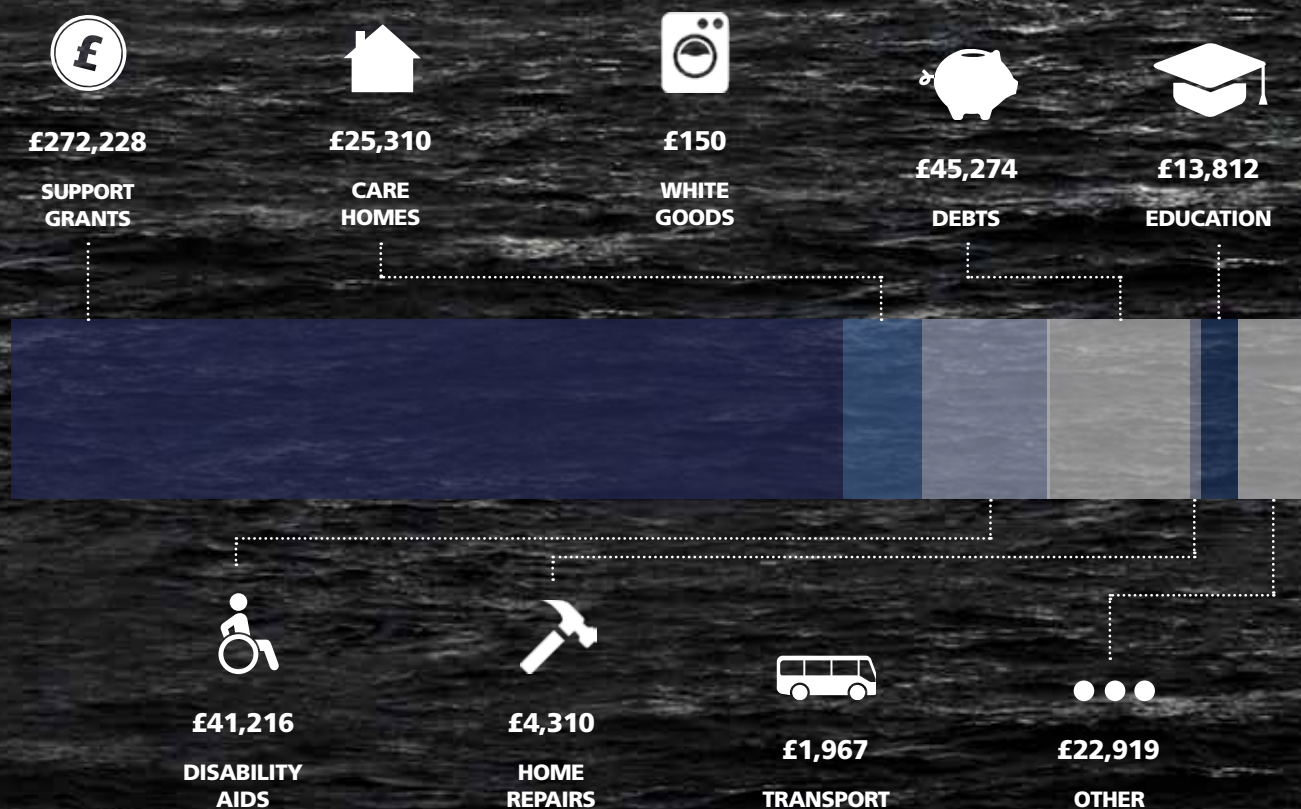 £
£272,228
SUPPORT
GRANTS
£25,310
CARE
HOMES
£150
WHITE
GOODS
£45,274
DEBTS
£13,812
EDUCATION
£41,216
DISABILITY
AIDS
£4,310
HOME
REPAIRS
£1,967
TRANSPORT
£22,919
OTHER